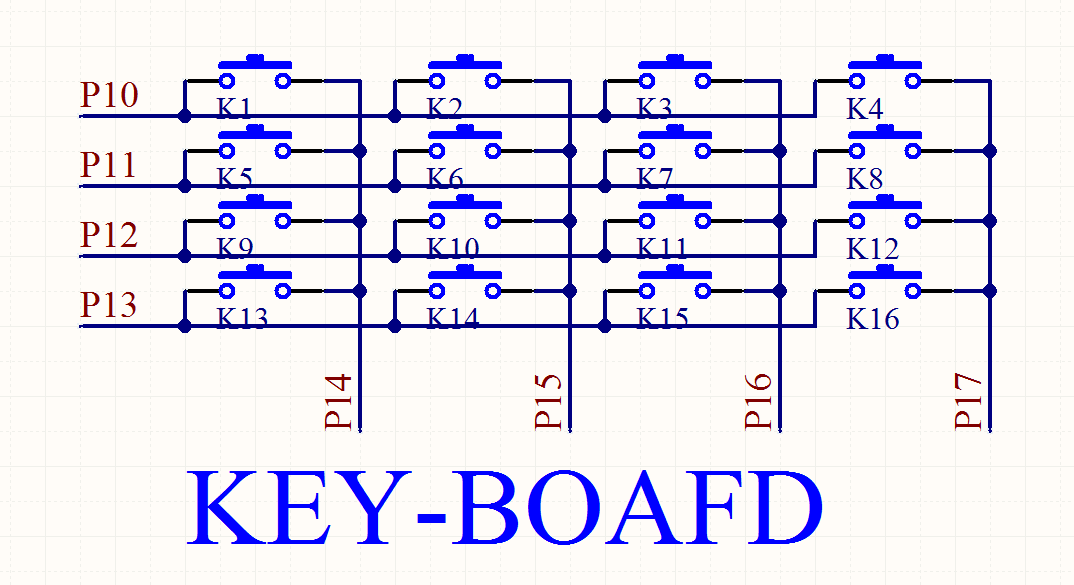 P10 K1 K2 K3 K4
P11 K5 K6 K7 K8
P12 K9 K10 K11 K12
P13 K13 K14 K15 K16
P14 P15 P16 P17
KEY-BOAFD